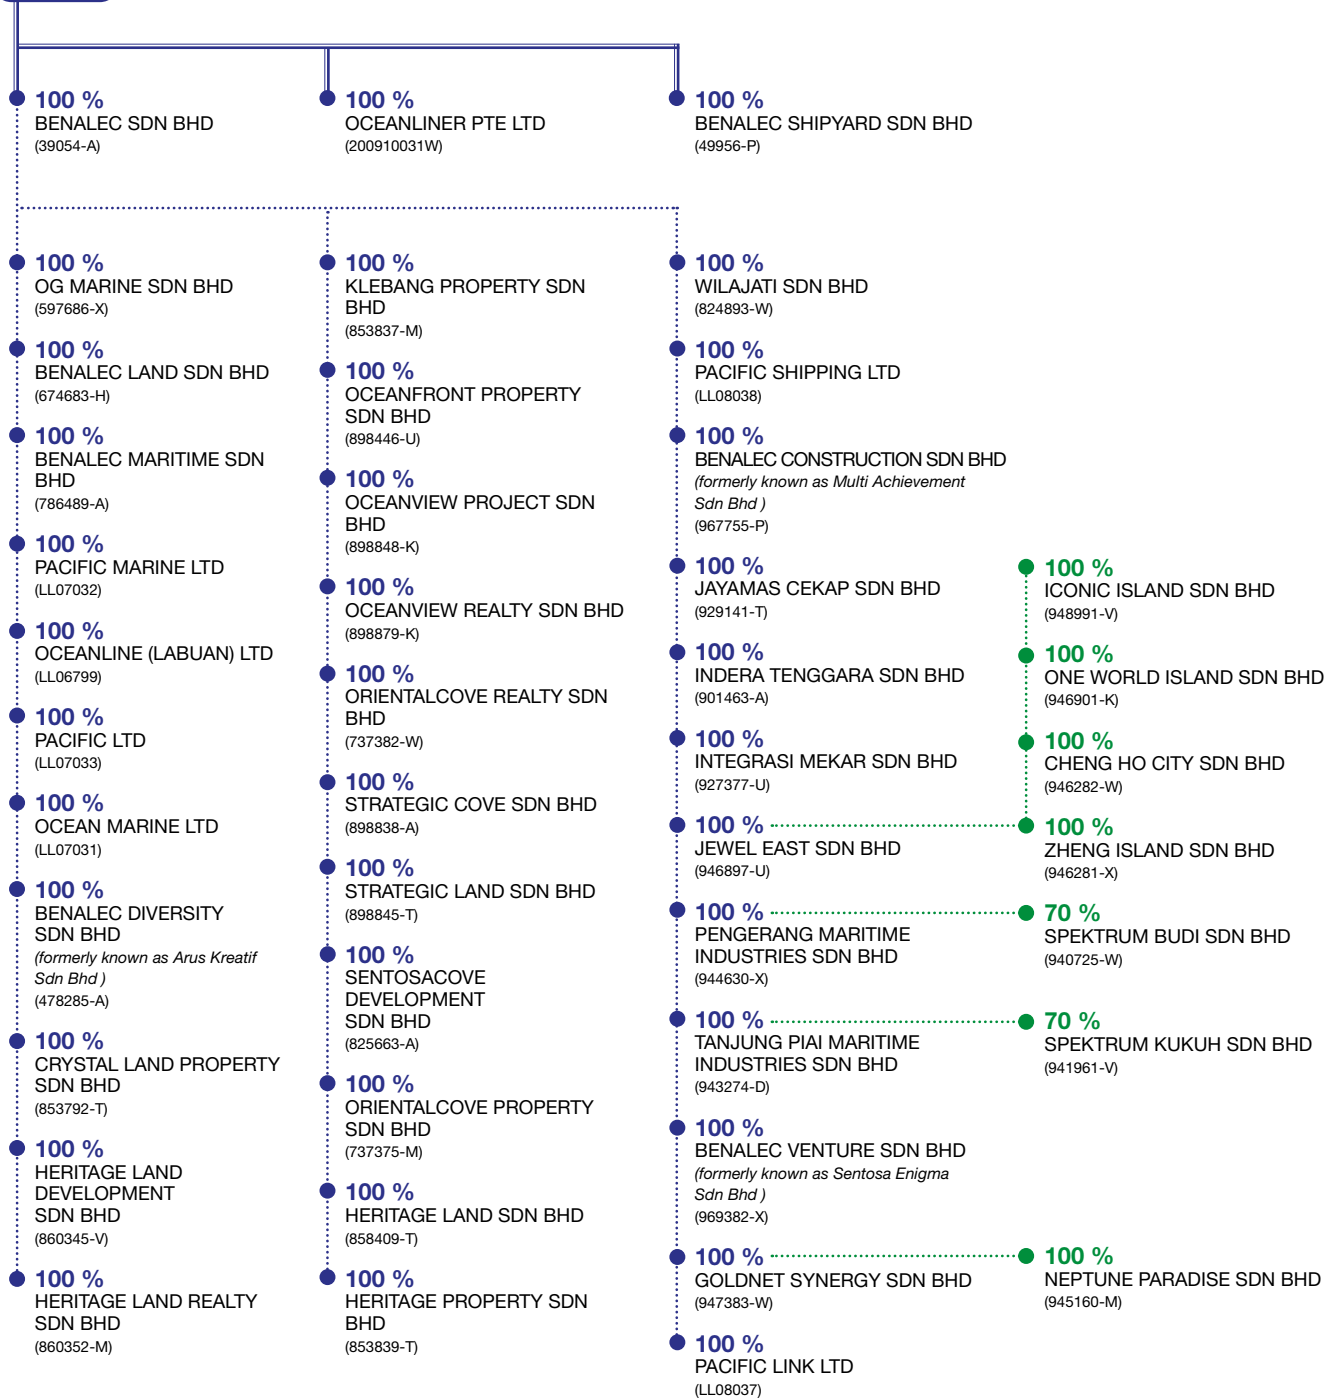 100 %
BENALEC SDN BHD
(39054-A)
100 %
OCEANLINER PTE LTD
(200910031W)
100 %
BENALEC SHIPYARD SDN BHD
(49956-P)
100 %
OG MARINE SDN BHD
(597686-X)
100 %
BENALEC LAND SDN BHD
(674683-H)
100 %
BENALEC MARITIME SDN
BHD
(786489-A)
100 %
PACIFIC MARINE LTD
(LL07032)
100 %
OCEANLINE (LABUAN) LTD
(LL06799)
100 %
PACIFIC LTD
(LL07033)
100 %
OCEAN MARINE LTD
(LL07031)
100 %
BENALEC DIVERSITY
SDN BHD
(formerly known as Arus Kreatif
Sdn Bhd )
(478285-A)
100 %
CRYSTAL LAND PROPERTY
SDN BHD
(853792-T)
100 %
HERITAGE LAND
DEVELOPMENT
SDN BHD
(860345-V)
100 %
HERITAGE LAND REALTY
SDN BHD
(860352-M)
100 %
KLEBANG PROPERTY SDN
BHD
(853837-M)
100 %
OCEANFRONT PROPERTY
SDN BHD
(898446-U)
100 %
OCEANVIEW PROJECT SDN
BHD
(898848-K)
100 %
OCEANVIEW REALTY SDN BHD
(898879-K)
100 %
ORIENTALCOVE REALTY SDN
BHD
(737382-W)
100 %
STRATEGIC COVE SDN BHD
(898838-A)
100 %
STRATEGIC LAND SDN BHD
(898845-T)
100 %
SENTOSACOVE
DEVELOPMENT
SDN BHD
(825663-A)
100 %
ORIENTALCOVE PROPERTY
SDN BHD
(737375-M)
100 %
HERITAGE LAND SDN BHD
(858409-T)
100 %
HERITAGE PROPERTY SDN
BHD
(853839-T)
100 %
WILAJATI SDN BHD
(824893-W)
100 %
PACIFIC SHIPPING LTD
(LL08038)
100 %
BENALEC CONSTRUCTION SDN BHD
(formerly known as Multi Achievement
Sdn Bhd )
(967755-P)
100 %
JAYAMAS CEKAP SDN BHD
(929141-T)
100 %
INDERA TENGGARA SDN BHD
(901463-A)
100 %
INTEGRASI MEKAR SDN BHD
(927377-U)
100 %
JEWEL EAST SDN BHD
(946897-U)
100 %
PENGERANG MARITIME
INDUSTRIES SDN BHD
(944630-X)
100 %
TANJUNG PIAI MARITIME
INDUSTRIES SDN BHD
(943274-D)
100 %
BENALEC VENTURE SDN BHD
(formerly known as Sentosa Enigma
Sdn Bhd )
(969382-X)
100 %
GOLDNET SYNERGY SDN BHD
(947383-W)
100 %
PACIFIC LINK LTD
(LL08037)
100 %
ICONIC ISLAND SDN BHD
(948991-V)
100 %
ONE WORLD ISLAND SDN BHD
(946901-K)
100 %
CHENG HO CITY SDN BHD
(946282-W)
100 %
ZHENG ISLAND SDN BHD
(946281-X)
70 %
SPEKTRUM BUDI SDN BHD
(940725-W)
70 %
SPEKTRUM KUKUH SDN BHD
(941961-V)
100 %
NEPTUNE PARADISE SDN BHD
(945160-M)